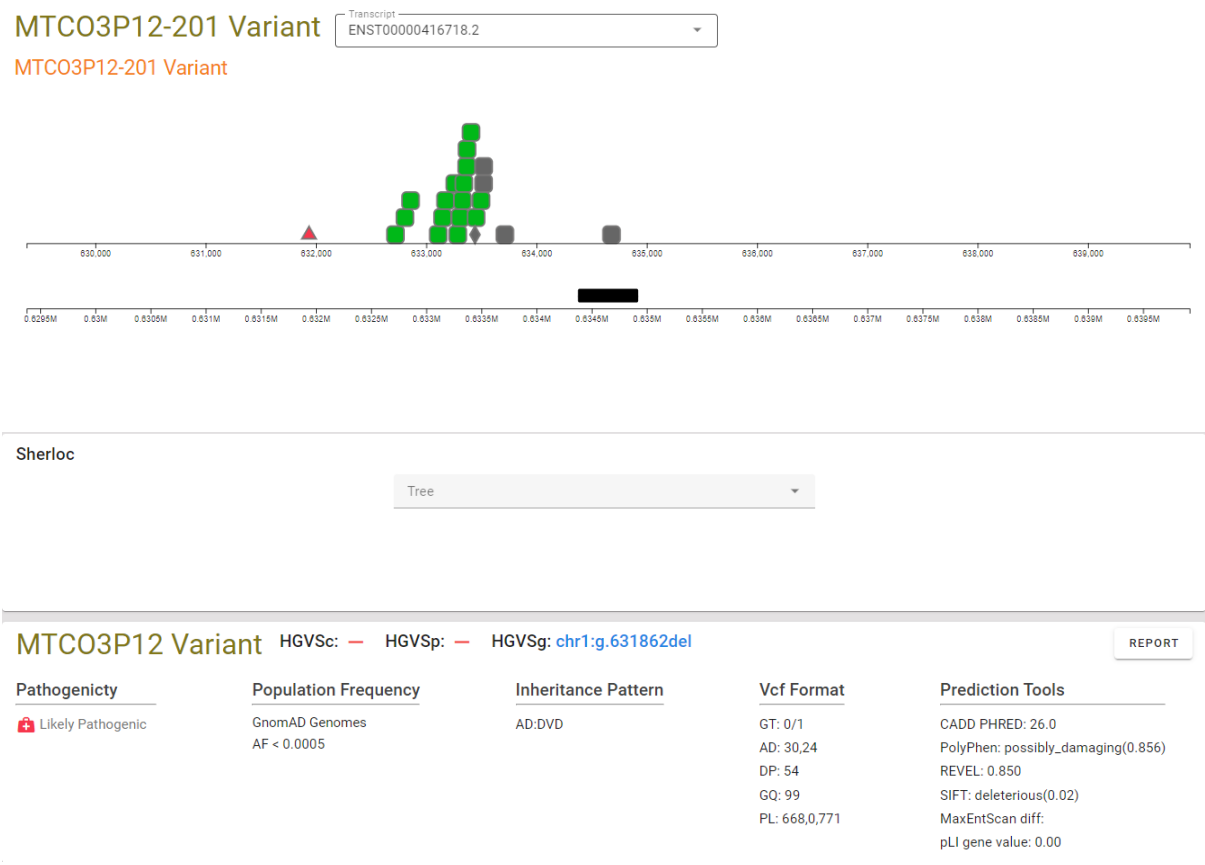 MTCO3P12-201 Variant
Transcript
ENST00000416718.2
MTCO3P12-201 Variant
630,000 631,000 632,000 633,000 634,000 635,000 636,000 637,000 638,000 639,000
0.6295M 0.63M 0.6305M 0.631M 0.6315M 0.632M 0.6325M 0.633M 0.6335M 0.634M 0.6345M 0.635M 0.6355M 0.636M 0.6365M 0.637M 0.6375M 0.638M 0.6385M 0.639M 0.6395M
Sherloc
Tree
MTCO3P12 Variant HGVSc: — HGVSp: — HGVSg: chr1:g.631862del REPORT
Pathogenicty Population Frequency Inheritance Pattern Vcf Format Prediction Tools
Likely Pathogenic GnomAD Genomes AD:DVD GT: 0/1 CADD PHRED: 26.0
AF < 0.0005 AD: 30,24 PolyPhen: possibly_damaging(0.856)
DP: 54 REVEL: 0.850
GQ: 99 SIFT: deleterious(0.02)
PL: 668,0,771 MaxEntScan diff:
pLI gene value: 0.00